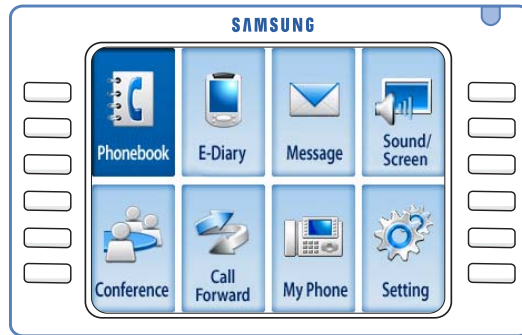 SAMSUNG
Phonebook
E-Diary
Message
Sound/
Screen
Conference
Call
Forward
My Phone
Setting